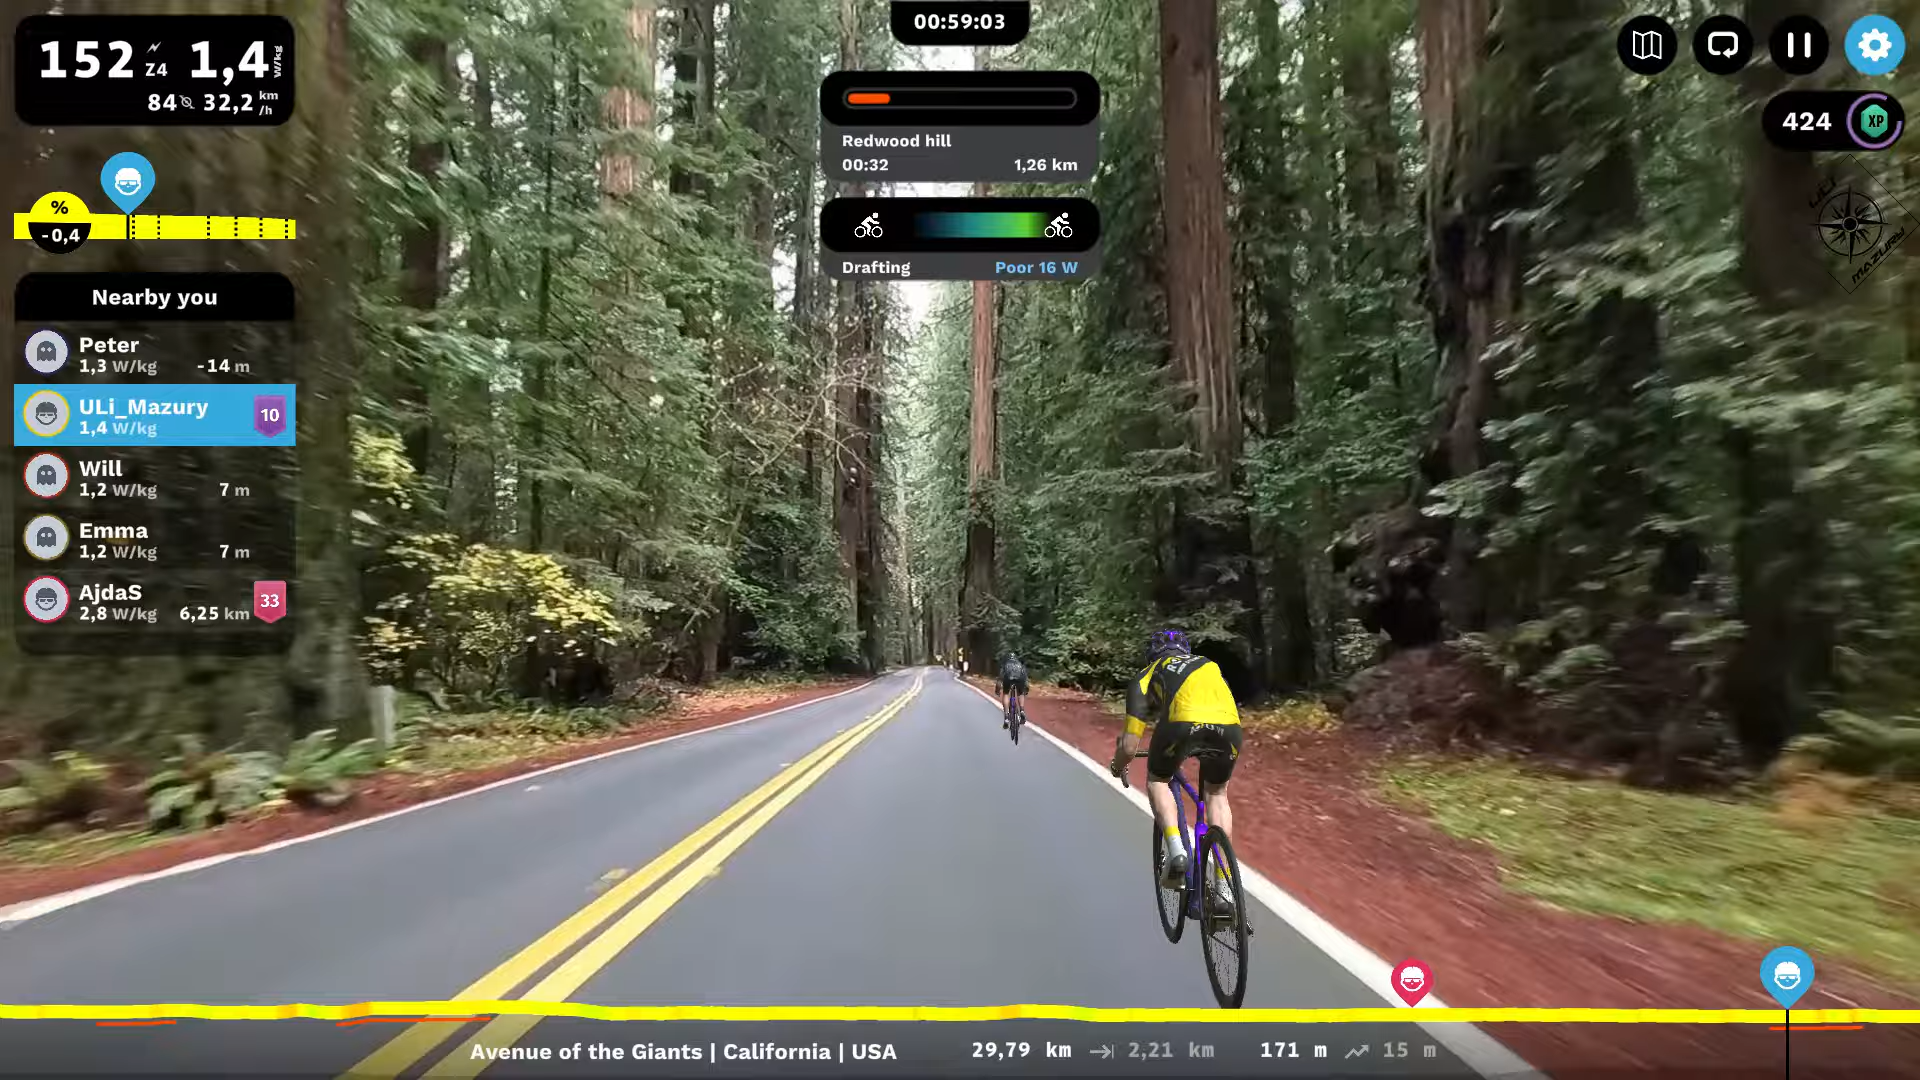 152 Z4 1,4 W/kg
84 32,2 km/h
00:59:03
424 XP
Redwood hill
00:32 1,26 km
Drafting Poor 16 W
%
-0,4
Nearby you
Peter
1,3 W/kg -14 m
ULi_Mazury 10
1,4 W/kg
Will
1,2 W/kg 7 m
Emma
1,2 W/kg 7 m
AjdaS 33
2,8 W/kg 6,25 km
ULI
MAZURY
Avenue of the Giants | California | USA 29,79 km 2,21 km 171 m 15 m